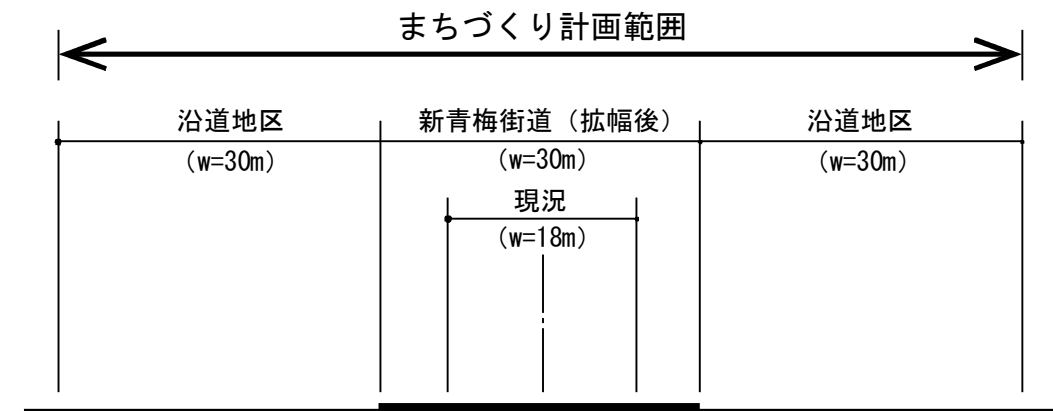 まちづくり計画範囲
沿道地区
新青梅街道（拡幅後）
沿道地区
（w=30m）
（w=30m）
（w=30m）
現況
（w=18m）